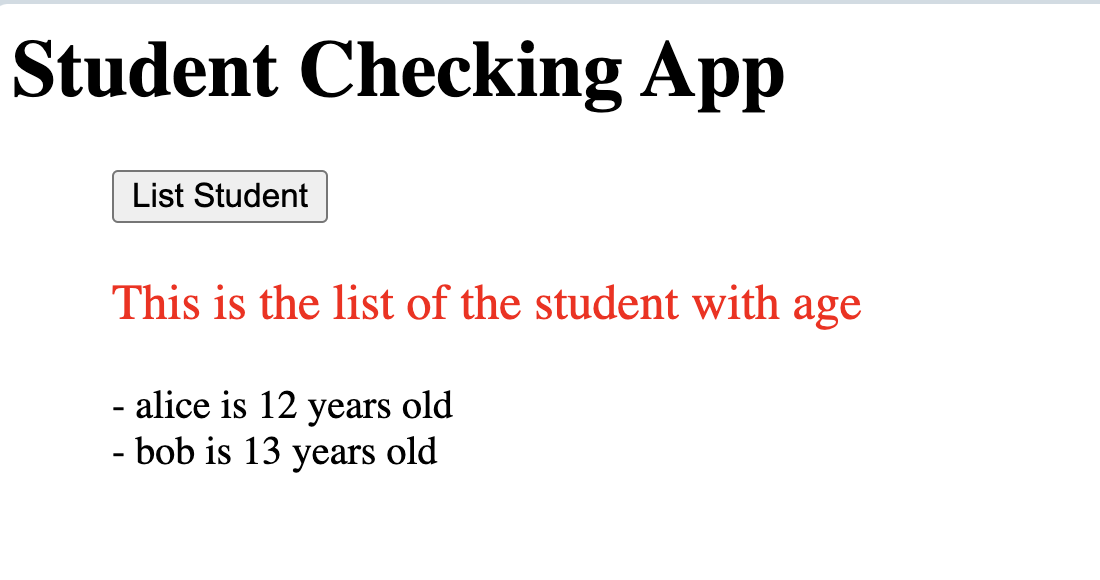 Student Checking App
List Student
This is the list of the student with age
- alice is 12 years old
- bob is 13 years old